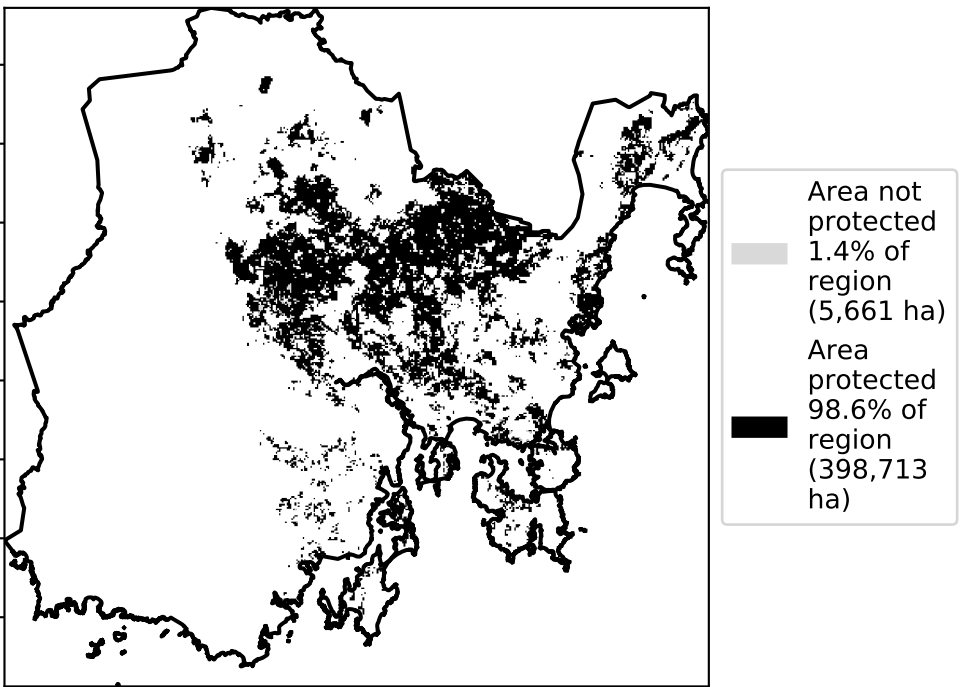 Area not
protected
1.4% of
region
(5,661 ha)
Area
protected
98.6% of
region
(398,713
ha)